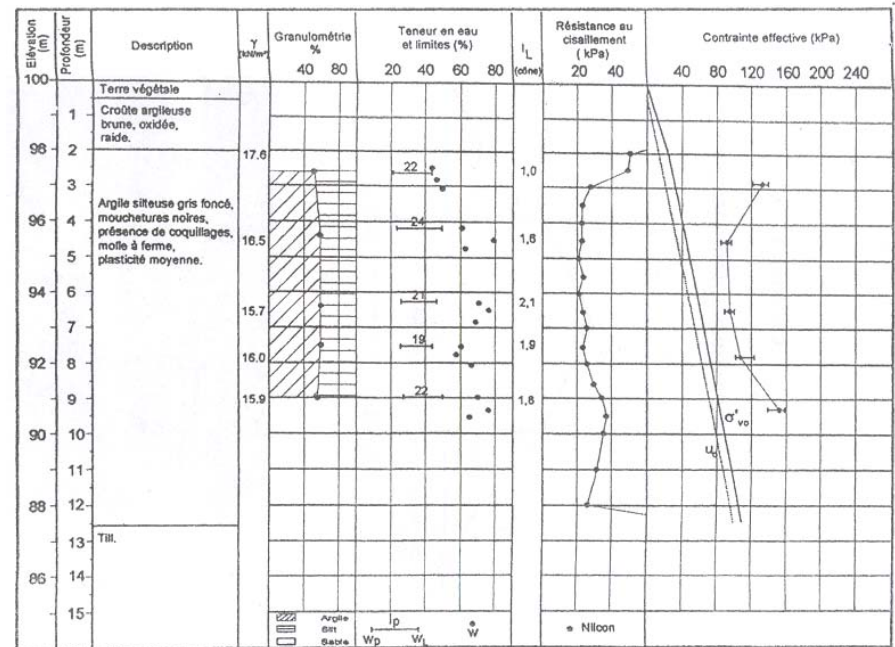 Elévation (m)
Profondeur (m)
Description
γ (kN/m³)
Granulométrie %
40 80
Teneur en eau et limites (%)
20 40 60 80
I_L (cône)
Résistance au cisaillement (kPa)
20 40
Contrainte effective (kPa)
40 80 120 160 200 240
100
98
96
94
92
90
88
86
1
2
3
4
5
6
7
8
9
10
11
12
13
14
15
Terre végétale
Croûte argileuse
brune, oxidée,
raide.
Argile silteuse gris foncé,
mouchetures noires,
présence de coquillages,
molle à ferme,
plasticité moyenne.
Till.
17.6
16.5
15.7
16.0
15.9
22
24
21
19
22
1,0
1,8
2,1
1,9
1,8
σ'vo
uo
Argile
Silt
Sable
Ip
Wp WL
W
Nilcon